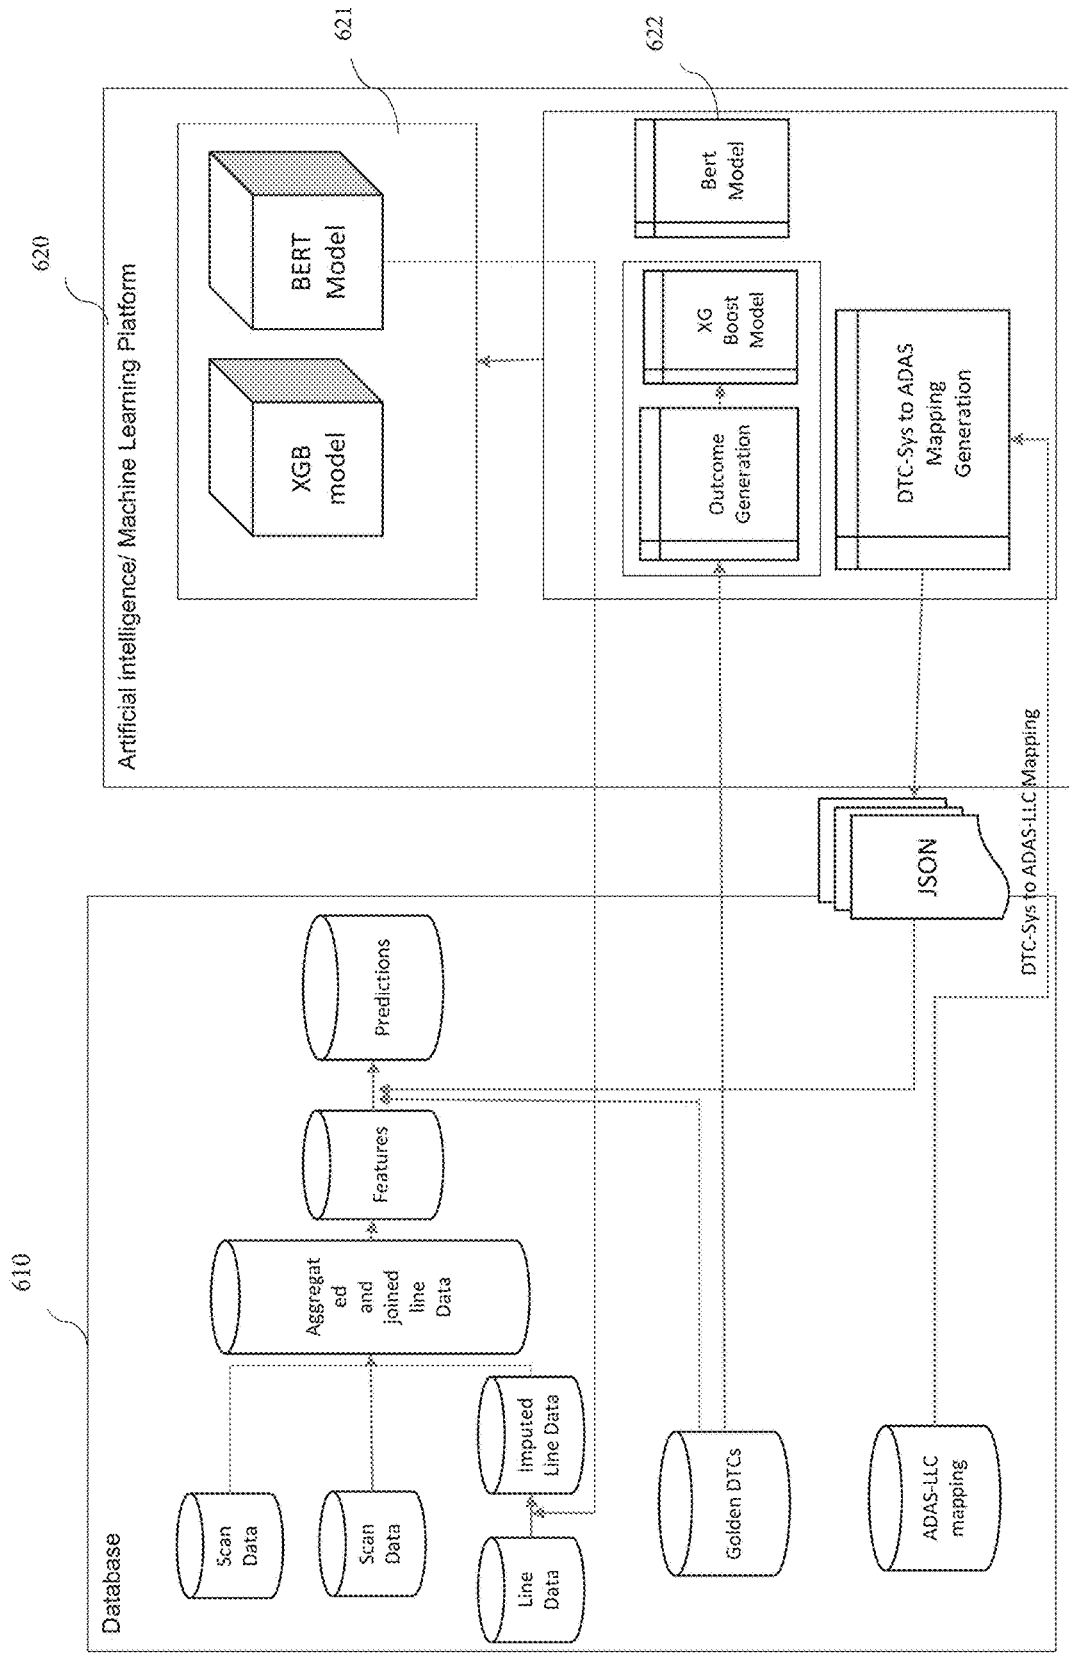 610
Database
Scan
Data
Scan
Data
Line
Data
Imputed
Line Data
Aggregat
ed
and
joined
line
Data
Features
Predictions
Golden DTCs
ADAS-LLC
mapping
JSON
DTC-Sys to ADAS-LLC Mapping
620
Artificial intelligence/ Machine Learning Platform
621
XGB
model
BERT
Model
622
Outcome
Generation
XG
Boost Model
Bert
Model
DTC-Sys to ADAS
Mapping
Generation